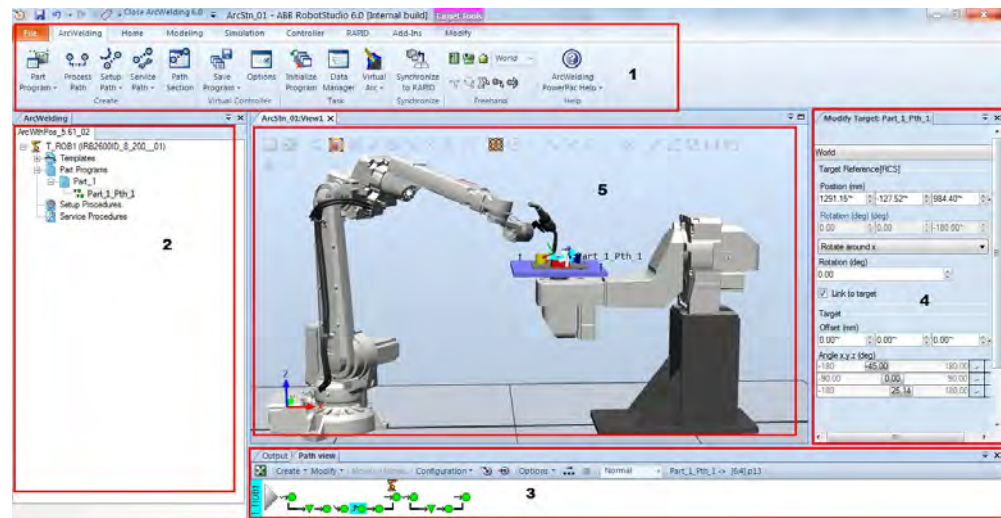 Close ArcWelding 6.0
ArcStn_01 - ABB RobotStudio 6.0 [Internal build]
Target Tools
File ArcWelding Home Modeling Simulation Controller RAPID Add-Ins Modify
Part Program
Process Path
Setup Path
Service Path
Path Section
Save Program
Options
Initialize Program
Data Manager
Virtual Arc
Synchronize to RAPID
World
ArcWelding PowerPac Help
1
Create Virtual Controller Task Synchronize Freehand Help
ArcWelding
ArcWthPos_5.61_02
T_ROB1 (IRB2600ID_8_200__01)
Templates
Part Programs
Part_1
Part_1_Pth_1
Setup Procedures
Service Procedures
2
ArcStn_01:View1 X
5
Part_1_Pth_1
Z
Modify Target: Part_1_Pth_1
World
Target Reference[RCS]
Position (mm)
1291.15~ -127.52~ 984.40~
Rotation (deg) (deg)
0.00 0.00 -180.00~
Rotate around x
Rotation (deg)
0.00
Link to target
4
Target
Offset (mm)
0.00~ 0.00~ 0.00~
Angle x,y,z (deg)
-180 -45.00 180.00
-90.00 0.00 90.00
-180 25.14 180.00
Output Path view
Create Modify Configuration Options Normal Part_1_Pth_1 -> [6/4] p13
T_ROB1
3